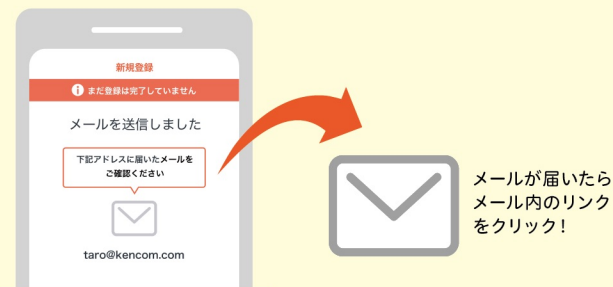 新規登録
まだ登録は完了していません
メールを送信しました
下記アドレスに届いたメールを
ご確認ください
taro@kencom.com
メールが届いたら
メール内のリンク
をクリック!